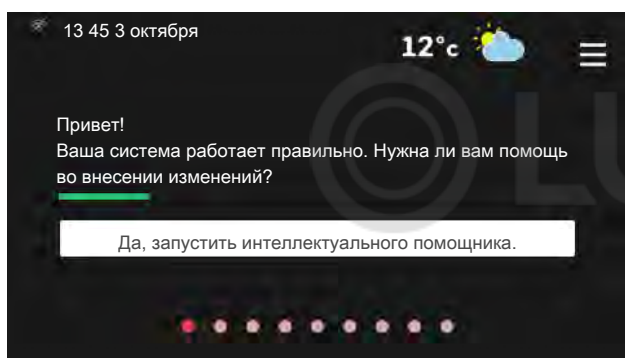 13 45 3 октября
12°c
Привет!
Ваша система работает правильно. Нужна ли вам помощь
во внесении изменений?
Да, запустить интеллектуального помощника.
LU